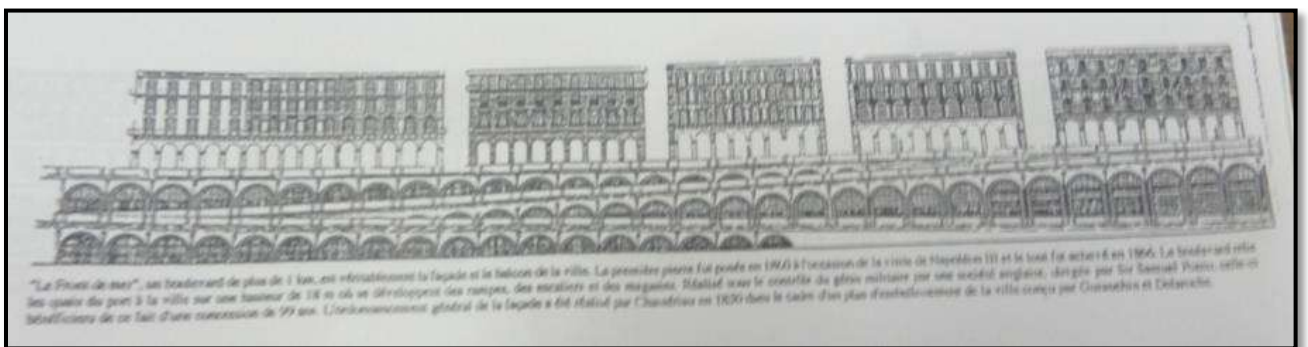 "Le Front de mer", un boulevard de plus de 1 km, est véritablement la façade et le balcon de la ville. La première pierre fut posée en 1860 à l'occasion de la visite de Napoléon III et le tout fut achevé en 1866. Le boulevard relie
les quais du port à la ville sur une hauteur de 18 m où se développent des rampes, des escaliers et des magasins. Réalisé sous le contrôle du génie militaire par une société anglaise, dirigée par Sir Samuel celle-ci
bénéficiera de ce fait d'une concession de 99 ans. L'ordonnancement général de la façade a été réalisé par Chassériau en dans le cadre d'un plan d'embellissement de la ville conçu par et Delaroche.